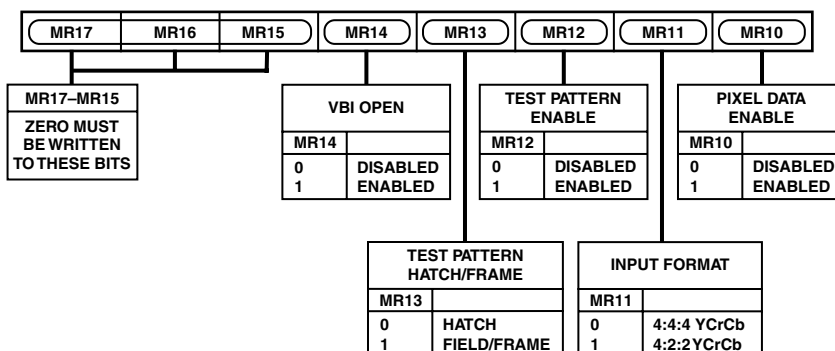 MR17 MR16 MR15 MR14 MR13 MR12 MR11 MR10
MR17–MR15
ZERO MUST
BE WRITTEN
TO THESE BITS
VBI OPEN
MR14
0 DISABLED
1 ENABLED
TEST PATTERN
ENABLE
MR12
0 DISABLED
1 ENABLED
PIXEL DATA
ENABLE
MR10
0 DISABLED
1 ENABLED
TEST PATTERN
HATCH/FRAME
MR13
0 HATCH
1 FIELD/FRAME
INPUT FORMAT
MR11
0 4:4:4 YCrCb
1 4:2:2YCrCb